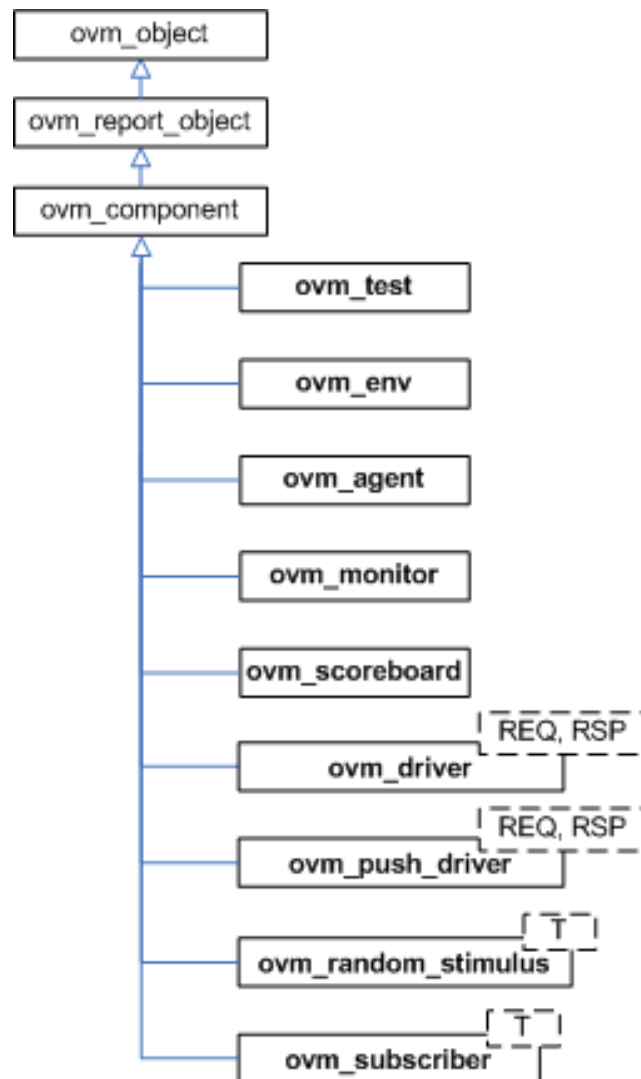 ovm_object
ovm_report_object
ovm_component
ovm_test
ovm_env
ovm_agent
ovm_monitor
ovm_scoreboard
REQ, RSP
ovm_driver
REQ, RSP
ovm_push_driver
T
ovm_random_stimulus
T
ovm_subscriber